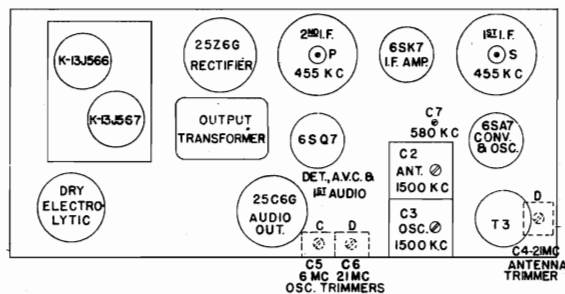 K-13J566
K-13J567
DRY
ELECTRO-
LYTIC
25Z6G
RECTIFIER
OUTPUT
TRANSFORMER
25C6G
AUDIO
OUT.
2ND I.F.
P
455 KC
6SQ7
DET., A.V.C. &
1ST AUDIO
6SK7
I.F. AMP.
C7
580 KC
C2
ANT.
1500 KC
C3
OSC.
1500 KC
1ST I.F.
S
455 KC
6SA7
CONV.
& OSC.
T3
D
C4-21MC
ANTENNA
TRIMMER
C D
C5 C6
6 MC 21 MC
OSC. TRIMMERS